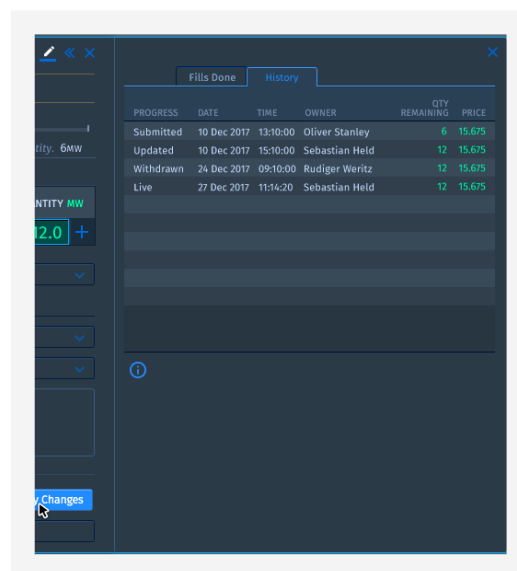 Fills Done History
QTY
PROGRESS DATE TIME OWNER REMAINING PRICE
Submitted 10 Dec 2017 13:10:00 Oliver Stanley 6 15.675
Updated 10 Dec 2017 15:10:00 Sebastian Held 12 15.675
Withdrawn 24 Dec 2017 09:10:00 Rudiger Weritz 12 15.675
Live 27 Dec 2017 11:14:20 Sebastian Held 12 15.675
tity. 6MW
NTITY MW
12.0 +
y Changes